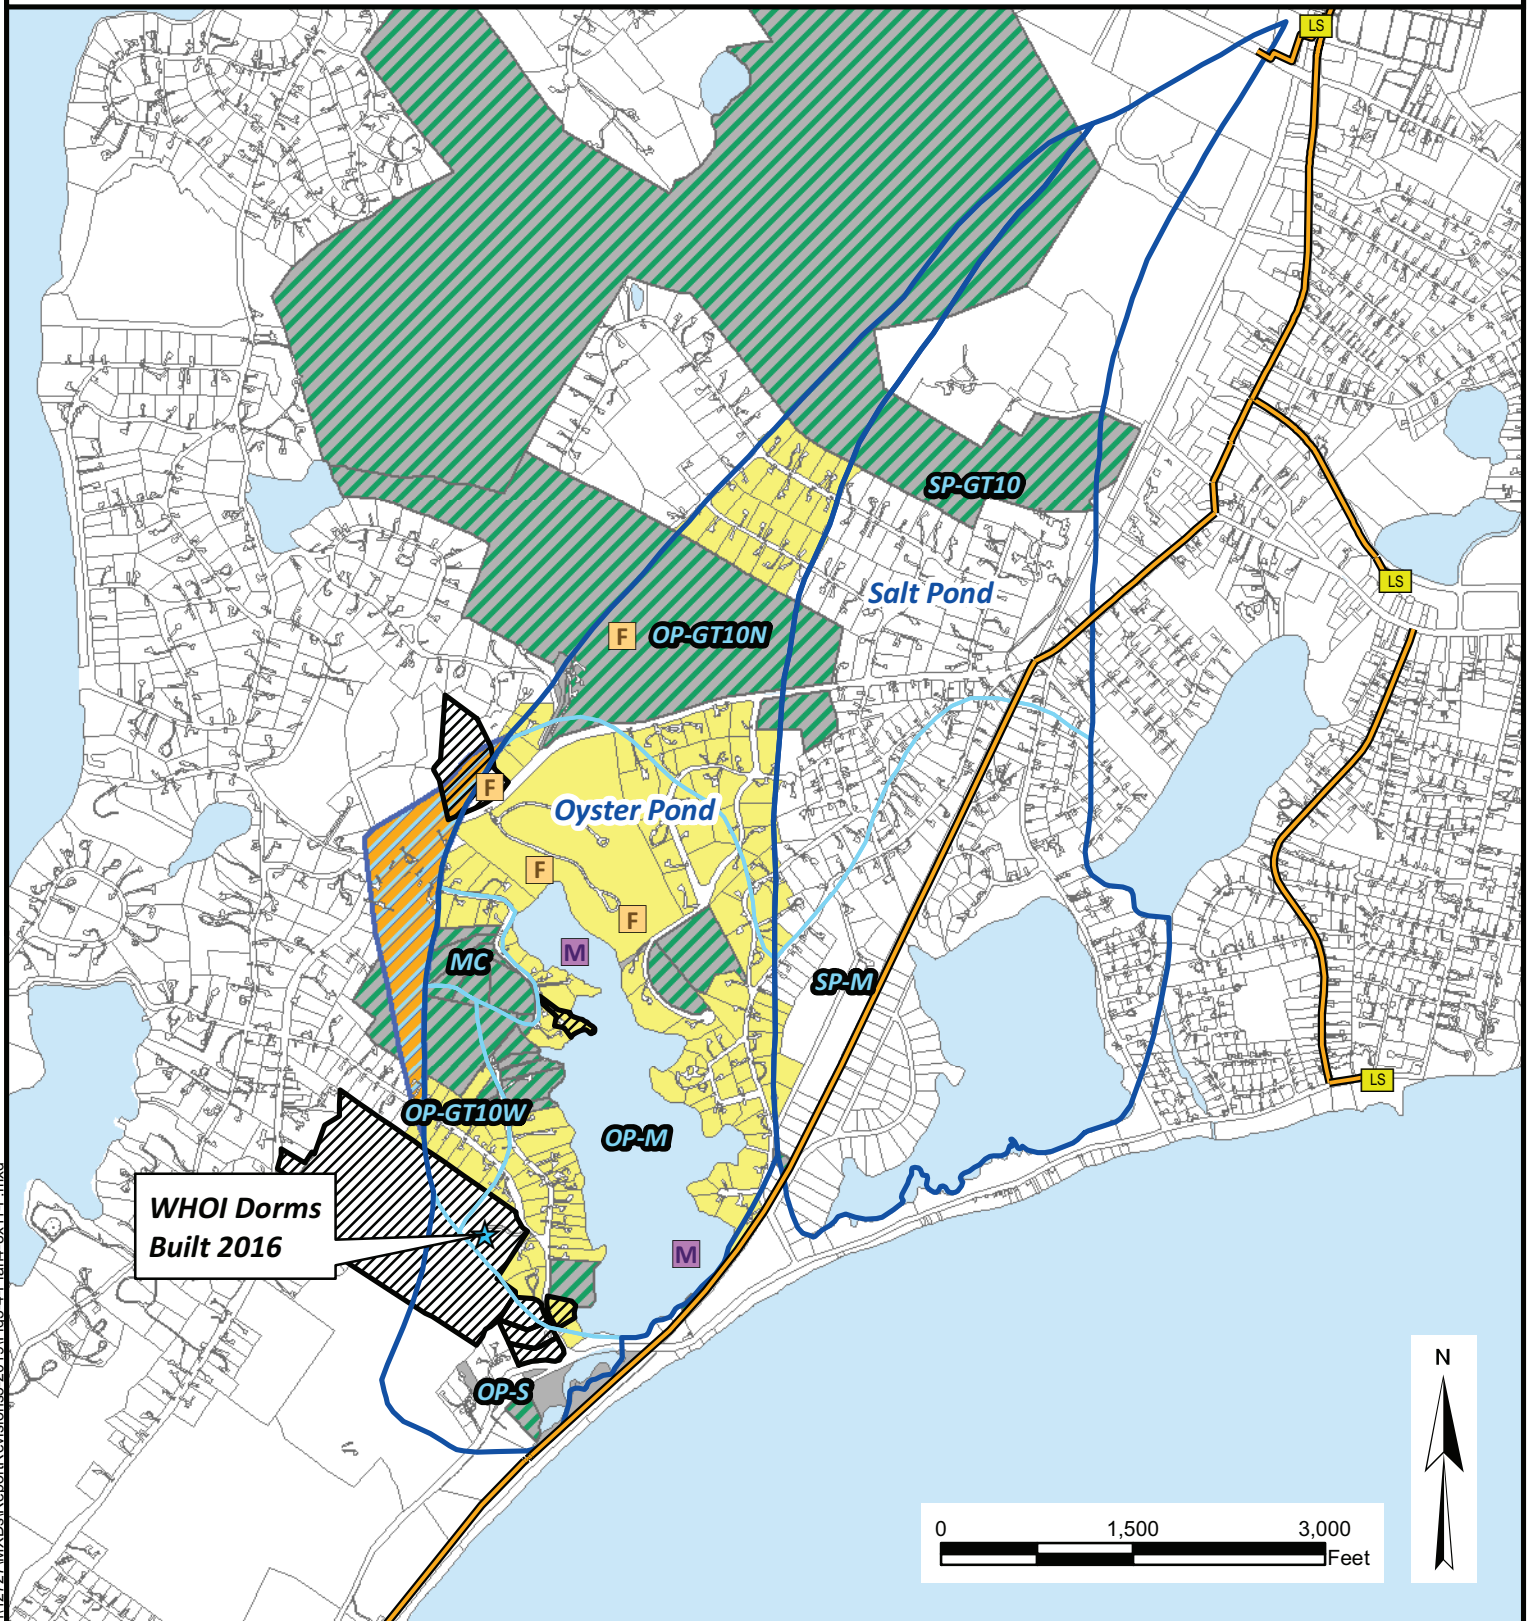 LS
SP-GT10
LS
Salt Pond
F
OP-GT10N
F
Oyster Pond
F
F
M
MC
SP-M
LS
OP-GT10W
OP-M
WHOI Dorms
Built 2016
M
OP-S
N
0 1,500 3,000
Feet